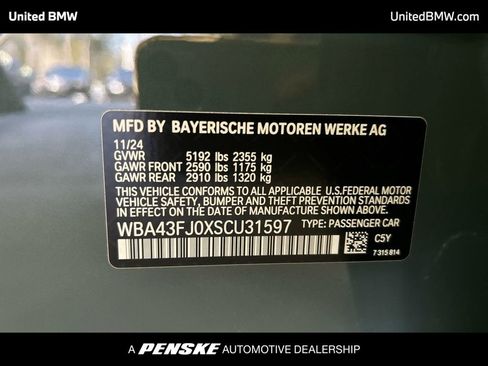 United BMW
UnitedBMW.com
MFD BY BAYERISCHE MOTOREN WERKE AG
11/24
GVWR 5192 lbs 2355 kg
GAWR FRONT 2590 lbs 1175 kg
GAWR REAR 2910 lbs 1320 kg
THIS VEHICLE CONFORMS TO ALL APPLICABLE U.S. FEDERAL MOTOR
VEHICLE SAFETY, BUMPER AND THEFT PREVENTION STANDARDS
IN EFFECT ON THE DATE OF MANUFACTURE SHOWN ABOVE.
WBA43FJ0XSCU31597 TYPE: PASSENGER CAR
C5Y
7 315 814
A PENSKE AUTOMOTIVE DEALERSHIP